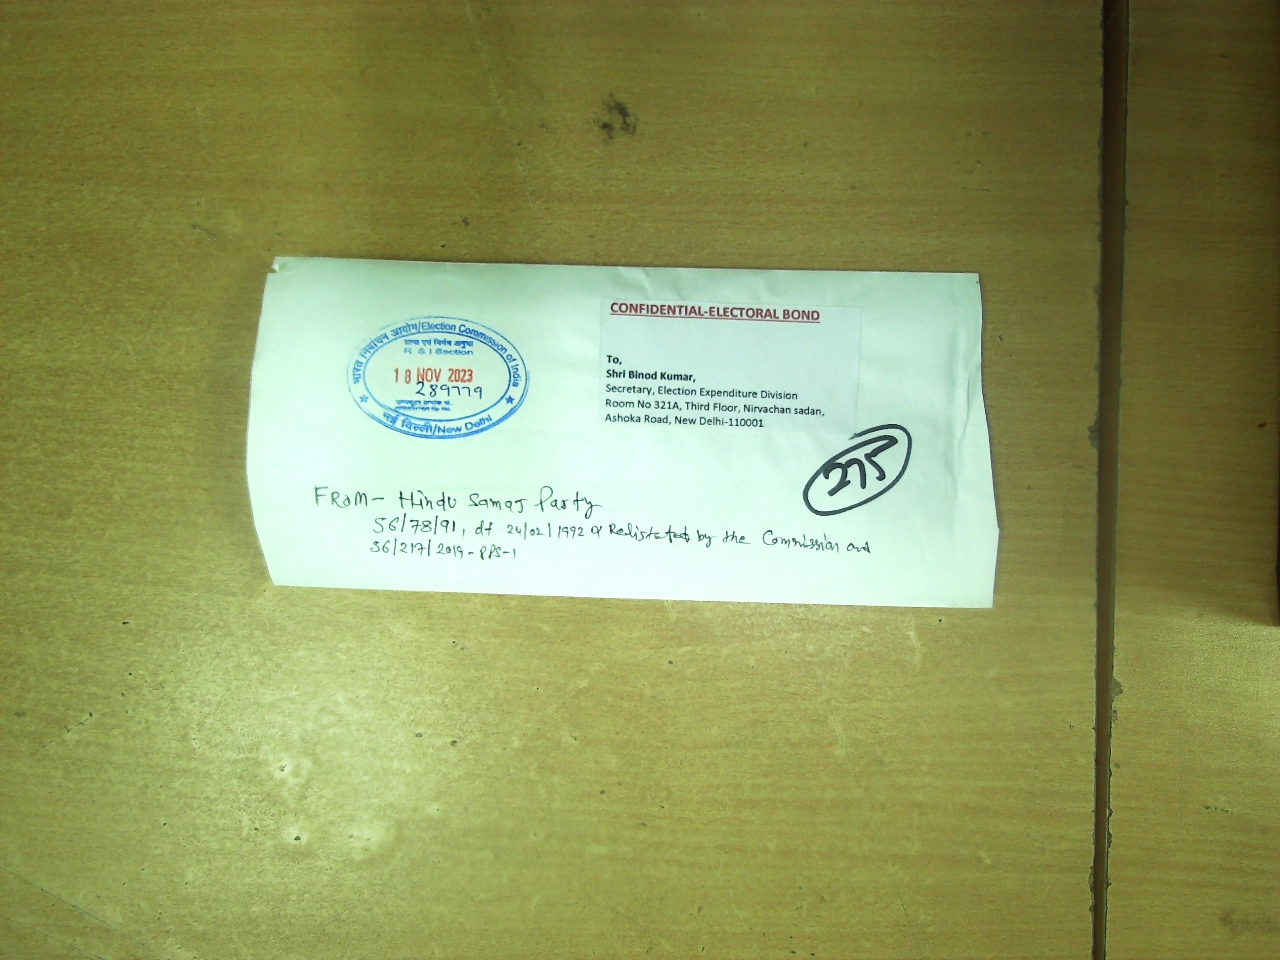 CONFIDENTIAL-ELECTORAL BOND
To,
Shri Binod Kumar,
Secretary, Election Expenditure Division
Room No 321A, Third Floor, Nirvachan sadan,
Ashoka Road, New Delhi-110001
भारत निर्वाचन आयोग/Election Commission of India
प्राप्त एवं निर्गम अनुभाग
R & I Section
18 NOV 2023
289779
नई दिल्ली/New Delhi
275
FROM- Hindu Samaj Party
56/78/91, dt 24/02/1992 Redistated by the Commission and
56/217/2019-PPS-1